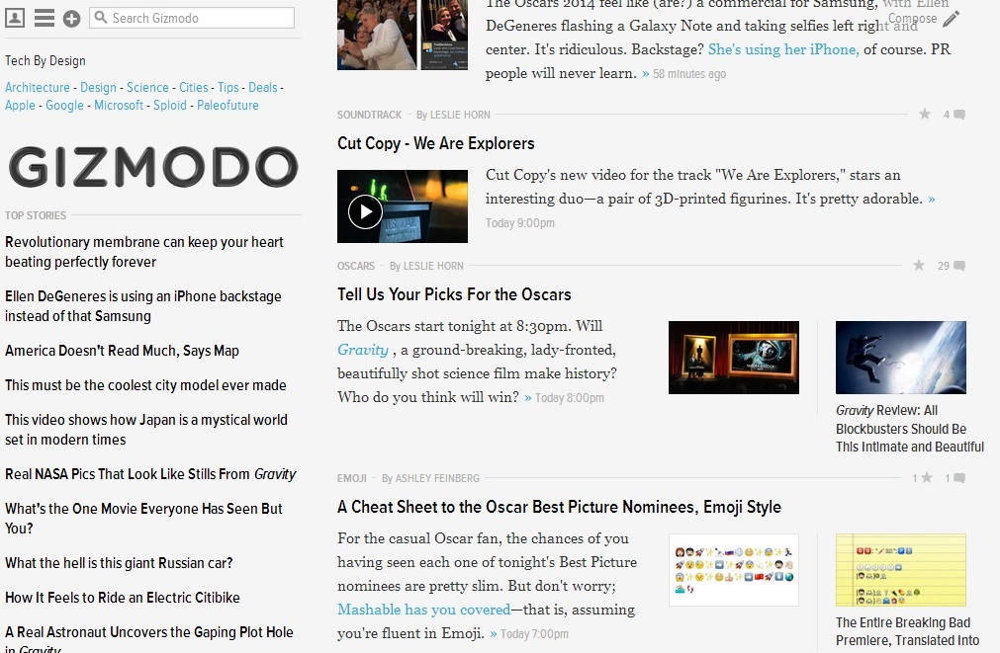 Search Gizmodo
Tech By Design
Architecture - Design - Science - Cities - Tips - Deals -
Apple - Google - Microsoft - Sploid - Paleofuture
GIZMODO
TOP STORIES
Revolutionary membrane can keep your heart
beating perfectly forever
Ellen DeGeneres is using an iPhone backstage
instead of that Samsung
America Doesn't Read Much, Says Map
This must be the coolest city model ever made
This video shows how Japan is a mystical world
set in modern times
Real NASA Pics That Look Like Stills From Gravity
What's the One Movie Everyone Has Seen But
You?
What the hell is this giant Russian car?
How It Feels to Ride an Electric Citibike
A Real Astronaut Uncovers the Gaping Plot Hole
in Gravity
The Oscars 2014 feel like (are?) a commercial for Samsung, with Ellen
Compose
DeGeneres flashing a Galaxy Note and taking selfies left right and
center. It's ridiculous. Backstage? She's using her iPhone, of course. PR
people will never learn. » 58 minutes ago
SOUNDTRACK – By LESLIE HORN
4
Cut Copy - We Are Explorers
Cut Copy's new video for the track "We Are Explorers," stars an
interesting duo—a pair of 3D-printed figurines. It's pretty adorable. »
Today 9:00pm
OSCARS – By LESLIE HORN
29
Tell Us Your Picks For the Oscars
The Oscars start tonight at 8:30pm. Will
Gravity , a ground-breaking, lady-fronted,
beautifully shot science film make history?
Who do you think will win? » Today 8:00pm
Gravity Review: All
Blockbusters Should Be
This Intimate and Beautiful
EMOJI – By ASHLEY FEINBERG
1 1
A Cheat Sheet to the Oscar Best Picture Nominees, Emoji Style
For the casual Oscar fan, the chances of you
having seen each one of tonight's Best Picture
nominees are pretty slim. But don't worry;
Mashable has you covered—that is, assuming
you're fluent in Emoji. » Today 7:00pm
The Entire Breaking Bad
Premiere, Translated Into